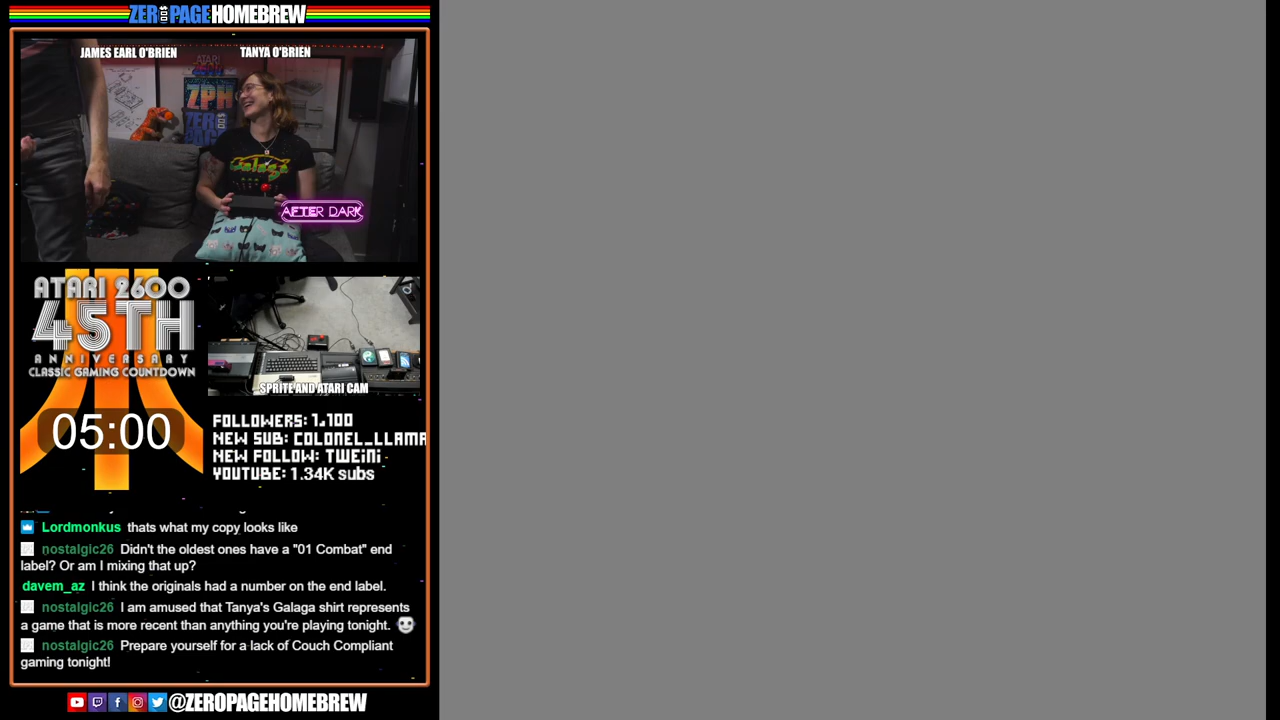 ZERO PAGE HOMEBREW
JAMES EARL O'BRIEN
TANYA O'BRIEN
ZPH
ZERO
PAGE
Galaga
AFTER DARK
ATARI 2600
45TH
ANNIVERSARY
CLASSIC GAMING COUNTDOWN
05:00
SPRITE AND ATARI CAM
FOLLOWERS: 1,100
NEW SUB: COLONEL_LLAMA
NEW FOLLOW: TWEINI
YOUTUBE: 1.34K subs
Lordmonkus thats what my copy looks like
nostalgic26 Didn't the oldest ones have a "01 Combat" end
label? Or am I mixing that up?
davem_az I think the originals had a number on the end label.
nostalgic26 I am amused that Tanya's Galaga shirt represents
a game that is more recent than anything you're playing tonight.
nostalgic26 Prepare yourself for a lack of Couch Compliant
gaming tonight!
@ZEROPAGEHOMEBREW